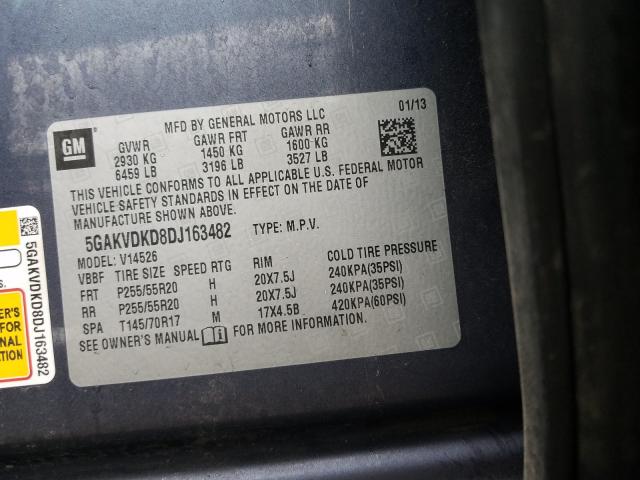 MFD BY GENERAL MOTORS LLC 01/13
GM
GVWR GAWR FRT GAWR RR
2930 KG 1450 KG 1600 KG
6459 LB 3196 LB 3527 LB
THIS VEHICLE CONFORMS TO ALL APPLICABLE U.S. FEDERAL MOTOR
VEHICLE SAFETY STANDARDS IN EFFECT ON THE DATE OF
MANUFACTURE SHOWN ABOVE.
5GAKVDKD8DJ163482 TYPE: M.P.V.
MODEL: V14526
VBBF TIRE SIZE SPEED RTG RIM COLD TIRE PRESSURE
FRT P255/55R20 H 20X7.5J 240KPA(35PSI)
RR P255/55R20 H 20X7.5J 240KPA(35PSI)
SPA T145/70R17 M 17X4.5B 420KPA(60PSI)
SEE OWNER'S MANUAL FOR MORE INFORMATION.
5GAKVDKD8DJ163482
ER'S
FOR
NAL
ATION